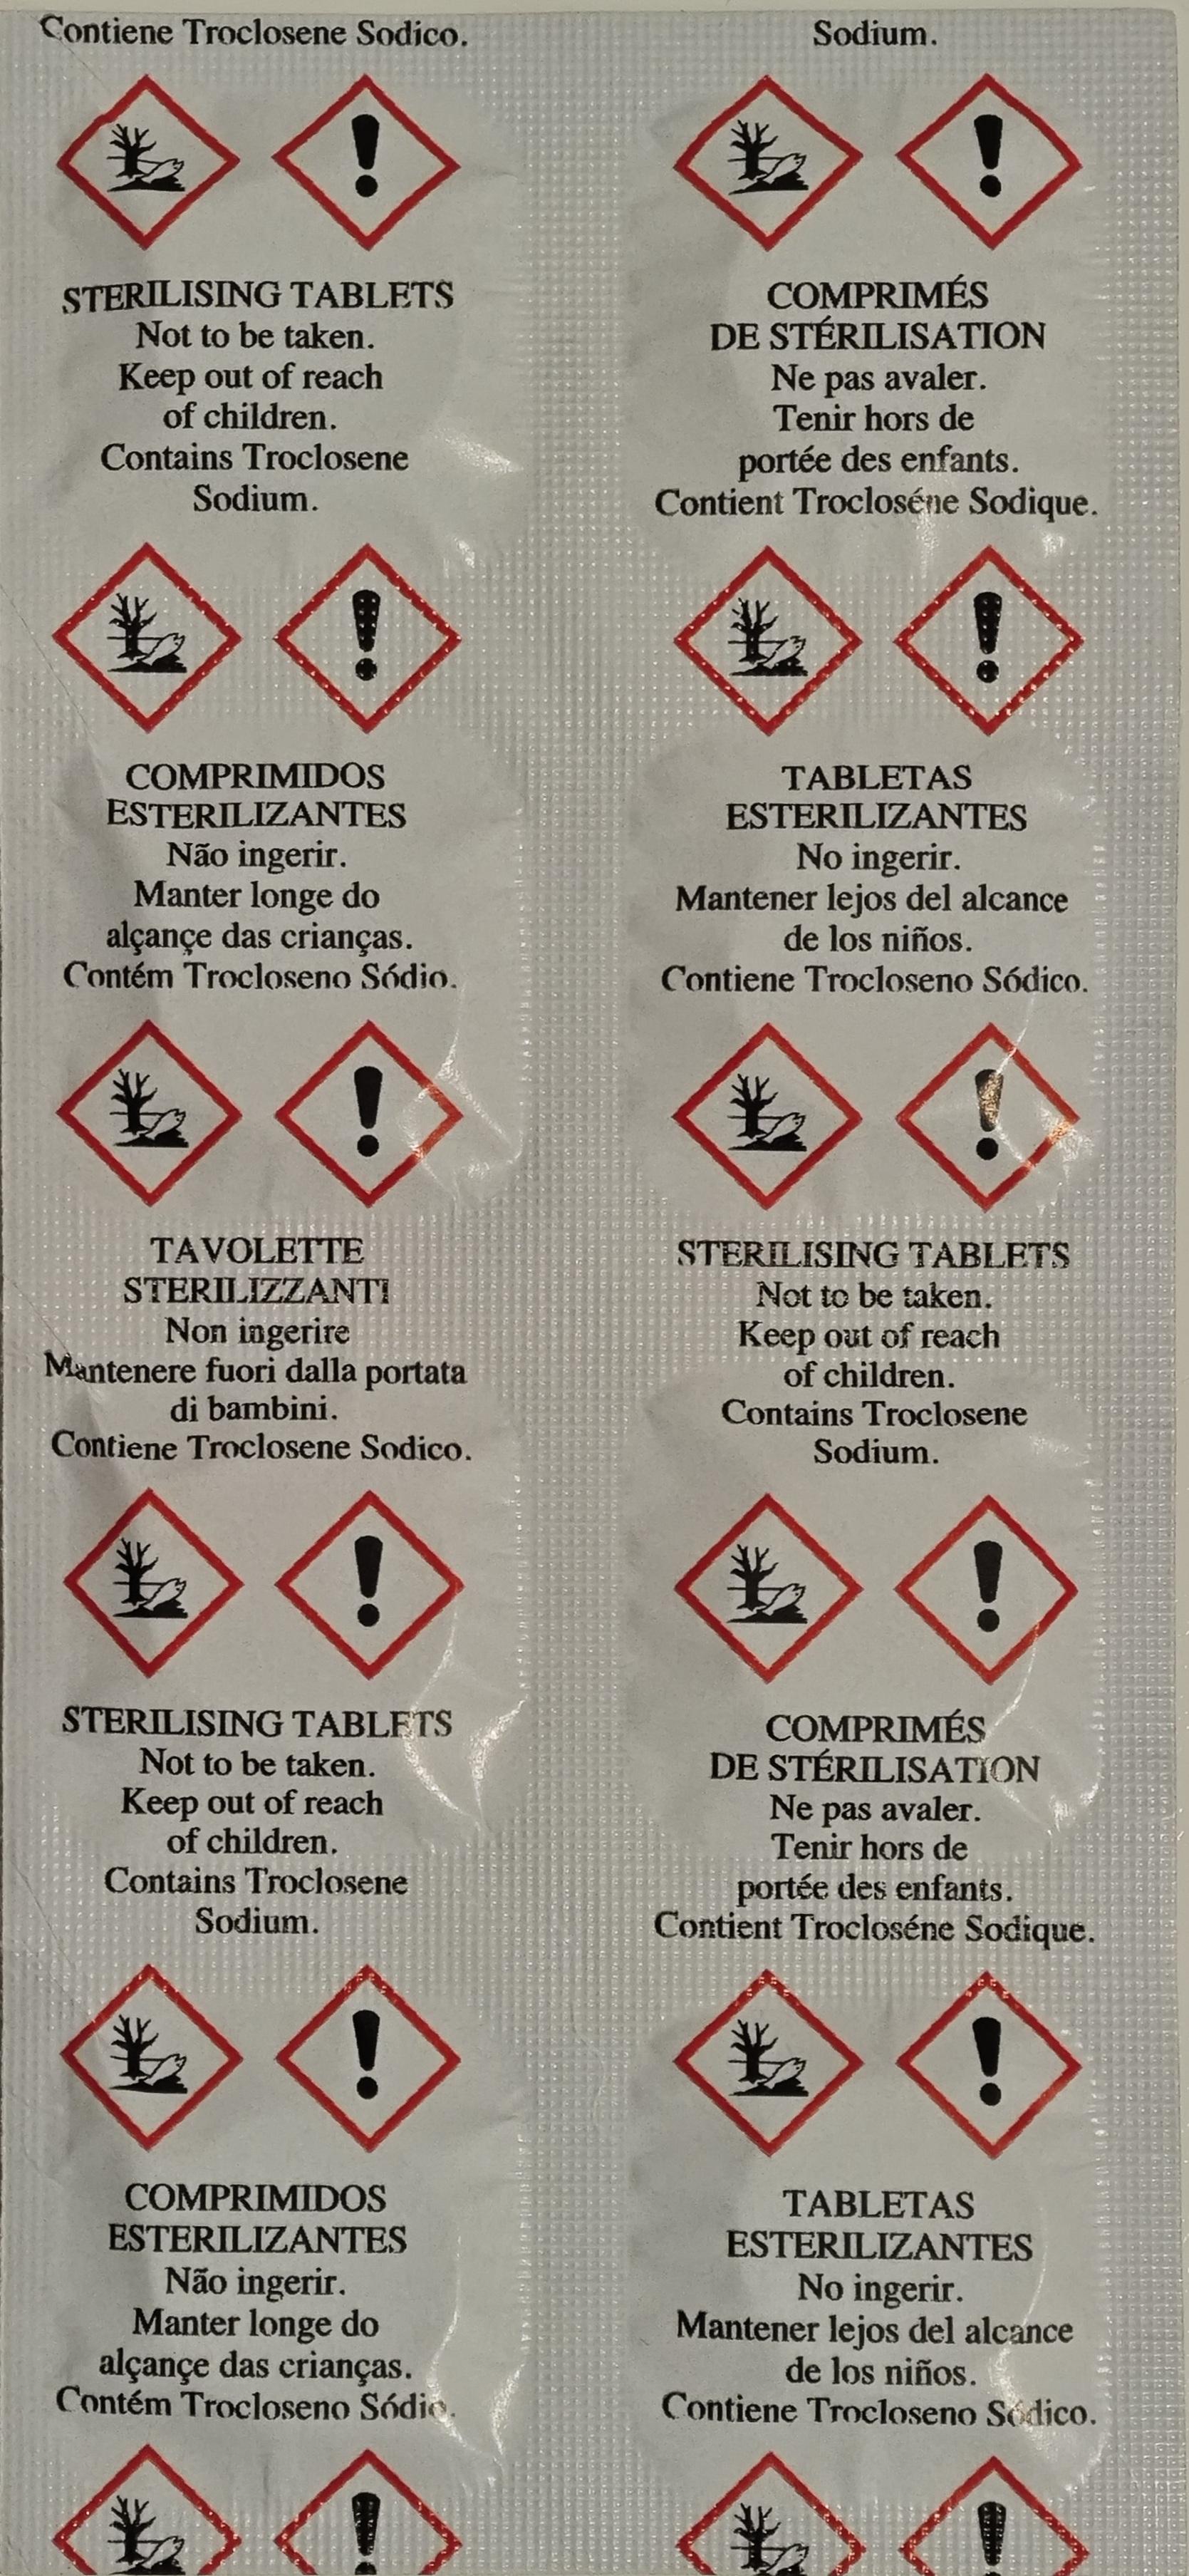 Contiene Troclosene Sodico.
STERILISING TABLETS
Not to be taken.
Keep out of reach
of children.
Contains Troclosene
Sodium.
COMPRIMIDOS
ESTERILIZANTES
Não ingerir.
Manter longe do
alçançe das crianças.
Contém Trocloseno Sódio.
TAVOLETTE
STERILIZZANTI
Non ingerire
Mantenere fuori dalla portata
di bambini.
Contiene Troclosene Sodico.
STERILISING TABLETS
Not to be taken.
Keep out of reach
of children.
Contains Troclosene
Sodium.
COMPRIMIDOS
ESTERILIZANTES
Não ingerir.
Manter longe do
alçançe das crianças.
Contém Trocloseno Sódio.
Sodium.
COMPRIMÉS
DE STÉRILISATION
Ne pas avaler.
Tenir hors de
portée des enfants.
Contient Trocloséne Sodique.
TABLETAS
ESTERILIZANTES
No ingerir.
Mantener lejos del alcance
de los niños.
Contiene Trocloseno Sódico.
STERILISING TABLETS
Not to be taken.
Keep out of reach
of children.
Contains Troclosene
Sodium.
COMPRIMÉS
DE STÉRILISATION
Ne pas avaler.
Tenir hors de
portée des enfants.
Contient Trocloséne Sodique.
TABLETAS
ESTERILIZANTES
No ingerir.
Mantener lejos del alcance
de los niños.
Contiene Trocloseno Sódico.